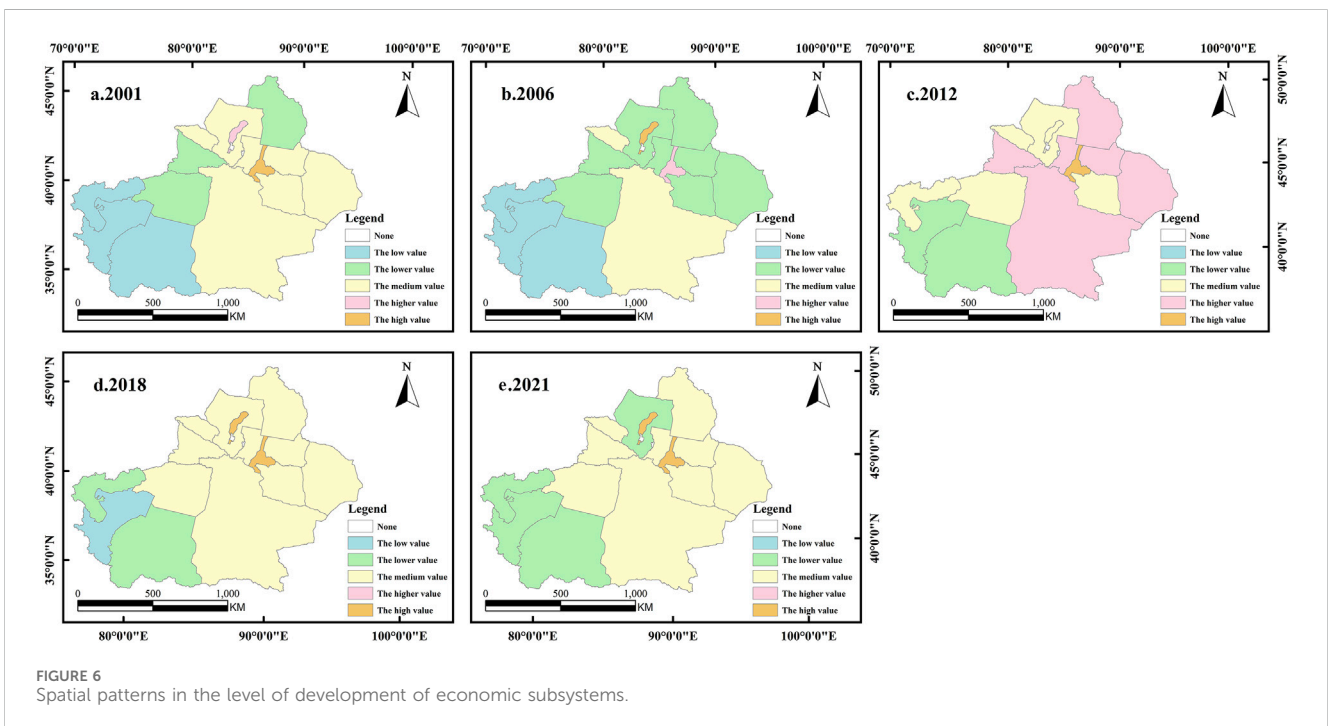 70°0'0"E 80°0'0"E 90°0'0"E 100°0'0"E
70°0'0"E 80°0'0"E 90°0'0"E 100°0'0"E
70°0'0"E 80°0'0"E 90°0'0"E 100°0'0"E
45°0'0"N
40°0'0"N
35°0'0"N
a.2001
N
Legend
None
The low value
The lower value
The medium value
The higher value
The high value
0 500 1,000
KM
b.2006
N
Legend
None
The low value
The lower value
The medium value
The higher value
The high value
0 500 1,000
KM
c.2012
N
Legend
None
The low value
The lower value
The medium value
The higher value
The high value
0 500 1,000
KM
50°0'0"N
45°0'0"N
40°0'0"N
45°0'0"N
40°0'0"N
35°0'0"N
d.2018
N
Legend
None
The low value
The lower value
The medium value
The higher value
The high value
0 500 1,000
KM
e.2021
N
Legend
None
The low value
The lower value
The medium value
The higher value
The high value
0 500 1,000
KM
50°0'0"N
45°0'0"N
40°0'0"N
80°0'0"E 90°0'0"E 100°0'0"E
80°0'0"E 90°0'0"E 100°0'0"E
FIGURE 6
Spatial patterns in the level of development of economic subsystems.